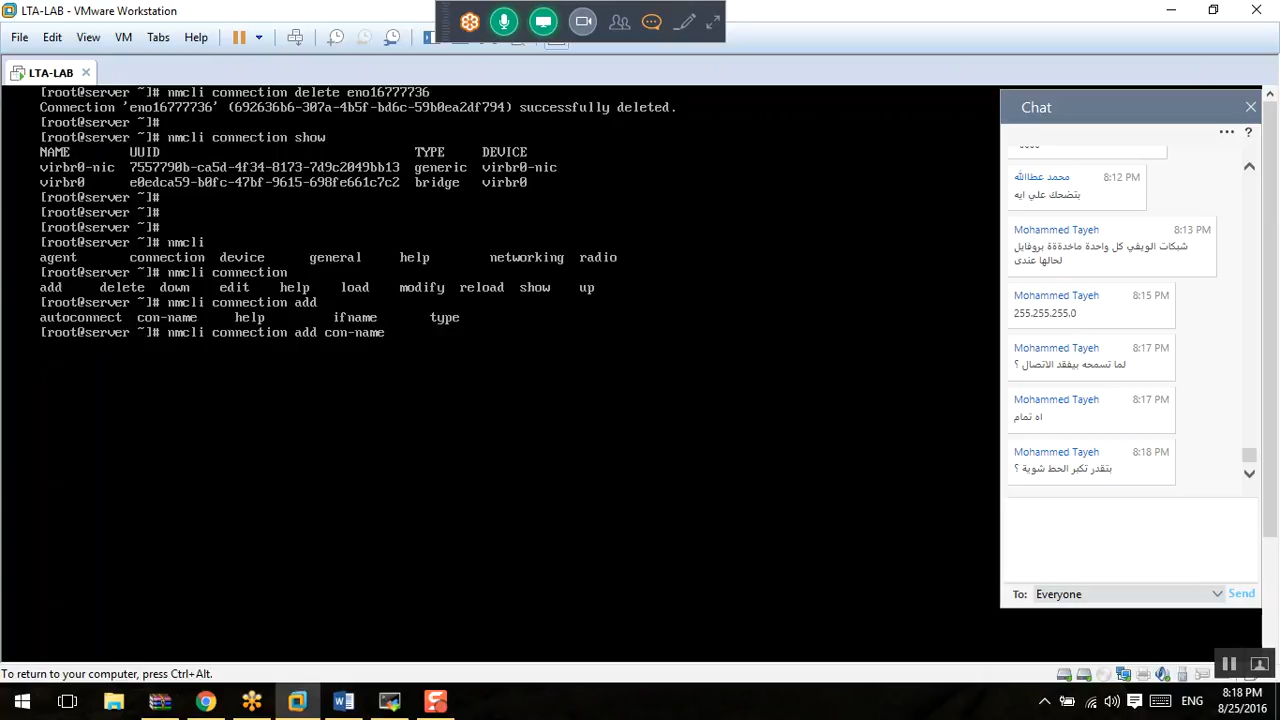 LTA-LAB - VMware Workstation
File Edit View VM Tabs Help
LTA-LAB
[root@server ~]# nmcli connection delete eno16777736
Connection 'eno16777736' (692636b6-307a-4b5f-bd6c-59b0ea2df794) successfully deleted.
[root@server ~]#
[root@server ~]# nmcli connection show
NAME UUID TYPE DEVICE
virbr0-nic 7557790b-ca5d-4f34-8173-7d9c2049bb13 generic virbr0-nic
virbr0 e0edca59-b0fc-47bf-9615-698fe661c7c2 bridge virbr0
[root@server ~]#
[root@server ~]#
[root@server ~]#
[root@server ~]# nmcli
agent connection device general help networking radio
[root@server ~]# nmcli connection
add delete down edit help load modify reload show up
[root@server ~]# nmcli connection add
autoconnect con-name help ifname type
[root@server ~]# nmcli connection add con-name
Chat
محمد عطاالله 8:12 PM
بتضحك علي ايه
Mohammed Tayeh 8:13 PM
شبكات الويفي كل واحدة ماخدةةة بروفايل
لحالها عندى
Mohammed Tayeh 8:15 PM
255.255.255.0
Mohammed Tayeh 8:17 PM
لما تسمحه بيفقد الاتصال ؟
Mohammed Tayeh 8:17 PM
اه تمام
Mohammed Tayeh 8:18 PM
بتقدر تكبر الخط شوية ؟
To: Everyone Send
To return to your computer, press Ctrl+Alt.
ENG
8:18 PM
8/25/2016